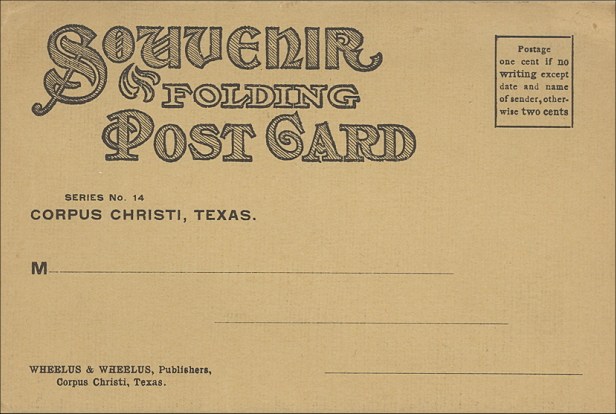 SOUVENIR
FOLDING
POST CARD
Postage
one cent if no
writing except
date and name
of sender, other-
wise two cents
SERIES No. 14
CORPUS CHRISTI, TEXAS.
M
WHEELUS & WHEELUS, Publishers,
Corpus Christi, Texas.